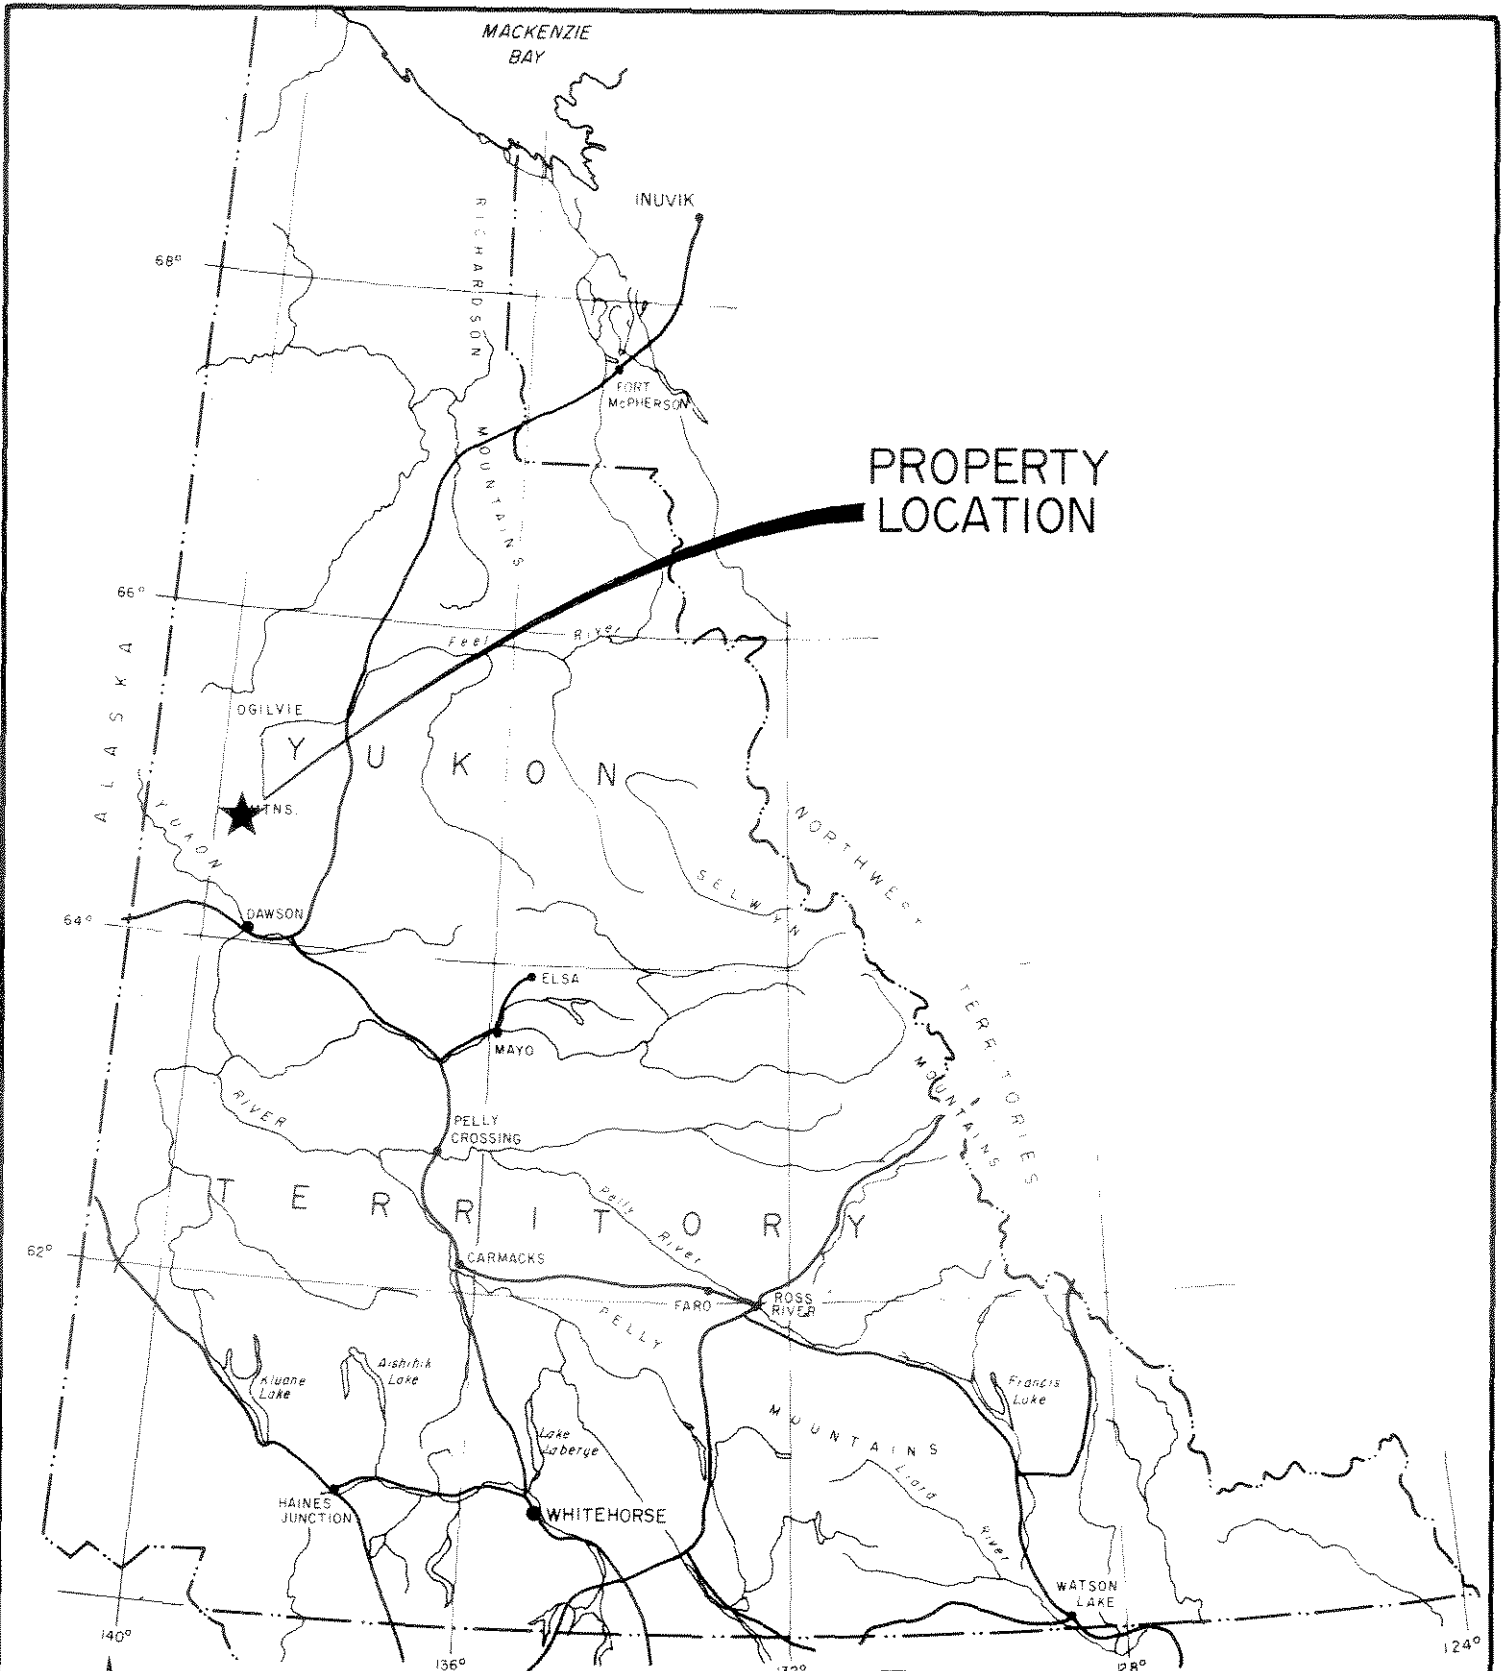 MACKENZIE
BAY
INUVIK
RICHARDSON
68°
FORT
McPHERSON
MOUNTAINS
PROPERTY
LOCATION
66°
Peel River
ALASKA
OGILVIE
YUKON
MTNS.
YUKON
NORTHWEST
SELWYN
64°
DAWSON
ELSA
TERRITORIES
MAYO
MOUNTAINS
RIVER
PELLY
CROSSING
TERRITORY
Pelly River
62°
CARMACKS
FARO
ROSS
RIVER
PELLY
Kluane
Lake
Aishihik
Lake
Francis
Lake
MOUNTAINS
Lake
Laberge
Liard River
HAINES
JUNCTION
WHITEHORSE
WATSON
LAKE
140°
136°
132°
128°
124°